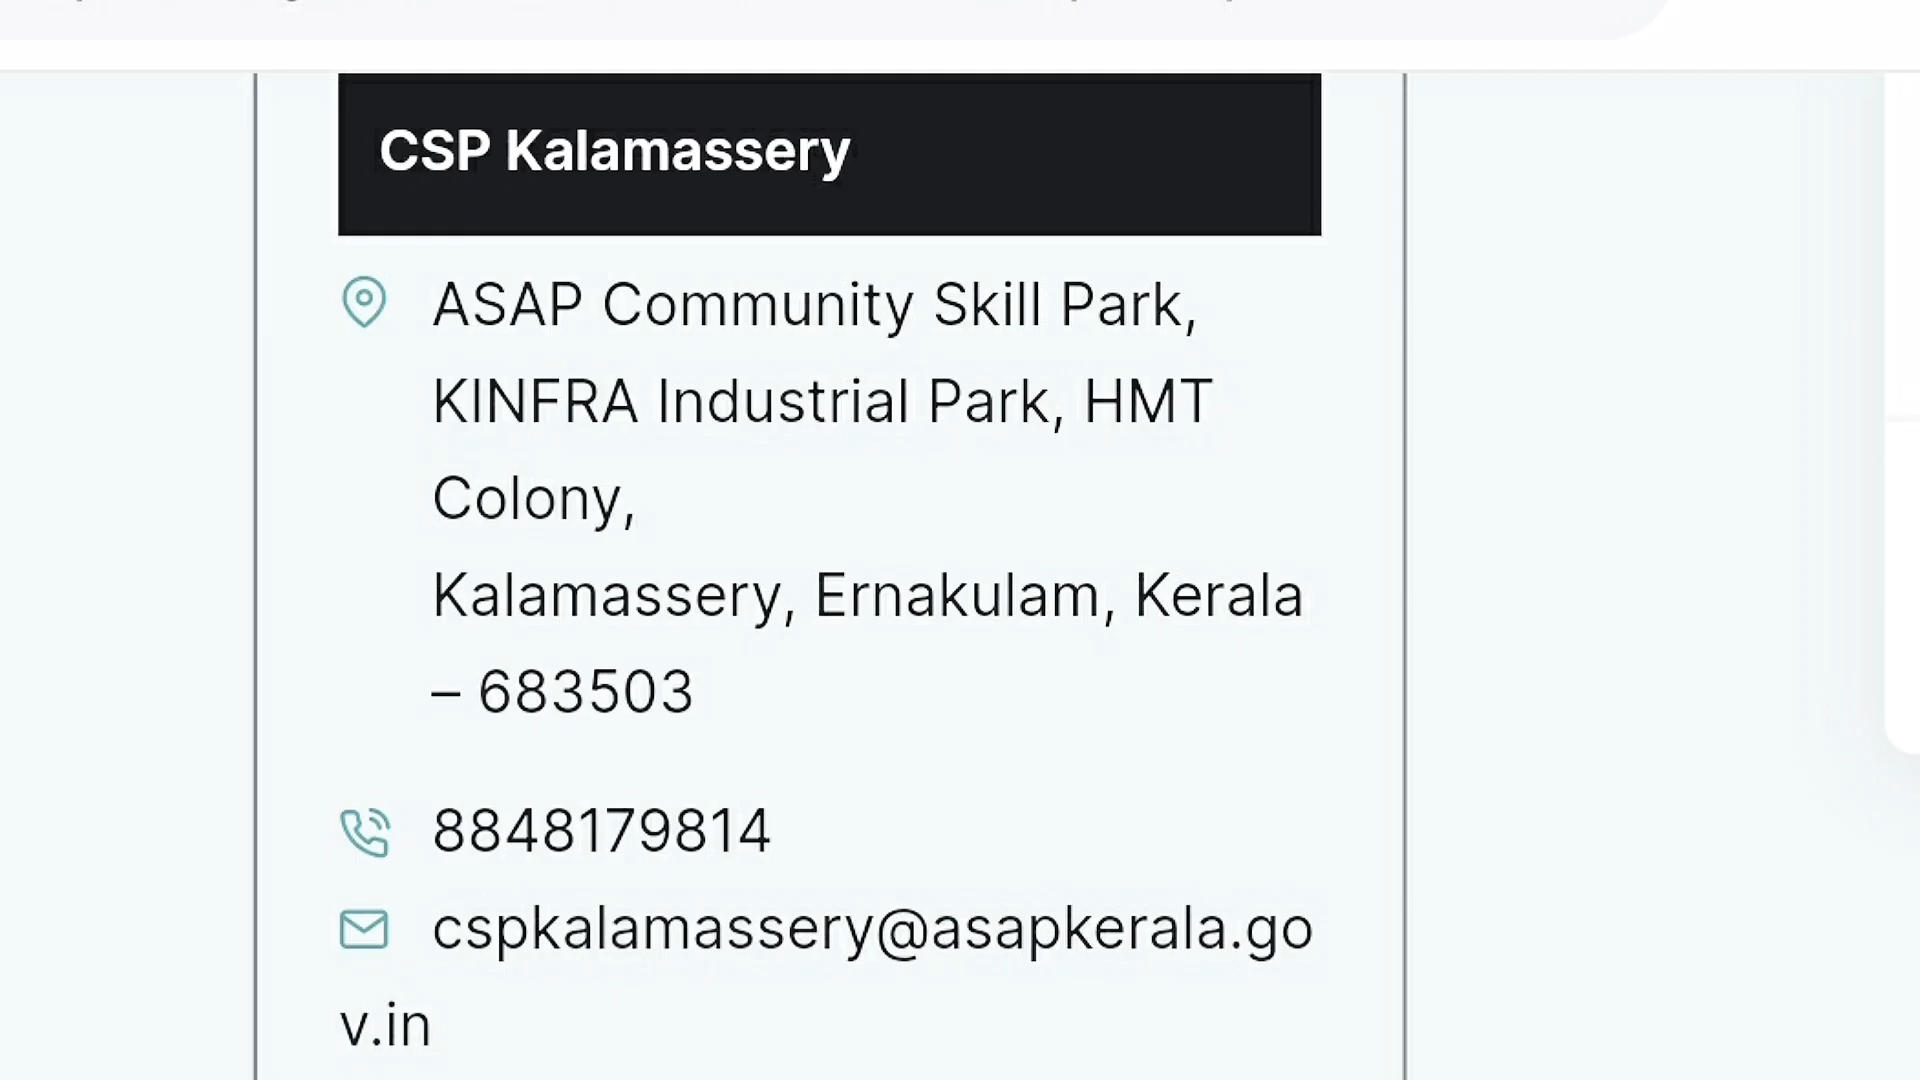 CSP Kalamassery
ASAP Community Skill Park,
KINFRA Industrial Park, HMT
Colony,
Kalamassery, Ernakulam, Kerala
– 683503
8848179814
cspkalamassery@asapkerala.go
v.in